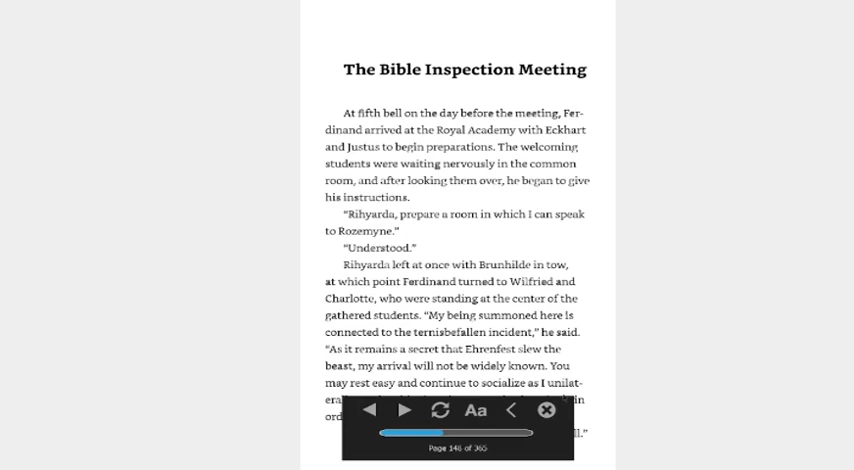 The Bible Inspection Meeting
At fifth bell on the day before the meeting, Fer-
dinand arrived at the Royal Academy with Eckhart
and Justus to begin preparations. The welcoming
students were waiting nervously in the common
room, and after looking them over, he began to give
his instructions.
“Rihyarda, prepare a room in which I can speak
to Rozemyne.”
“Understood.”
Rihyarda left at once with Brunhilde in tow,
at which point Ferdinand turned to Wilfried and
Charlotte, who were standing at the center of the
gathered students. “My being summoned here is
connected to the ternisbefallen incident,” he said.
“As it remains a secret that Ehrenfest slew the
beast, my arrival will not be widely known. You
may rest easy and continue to socialize as I unilat-
in
Aa
Page 146 of 365